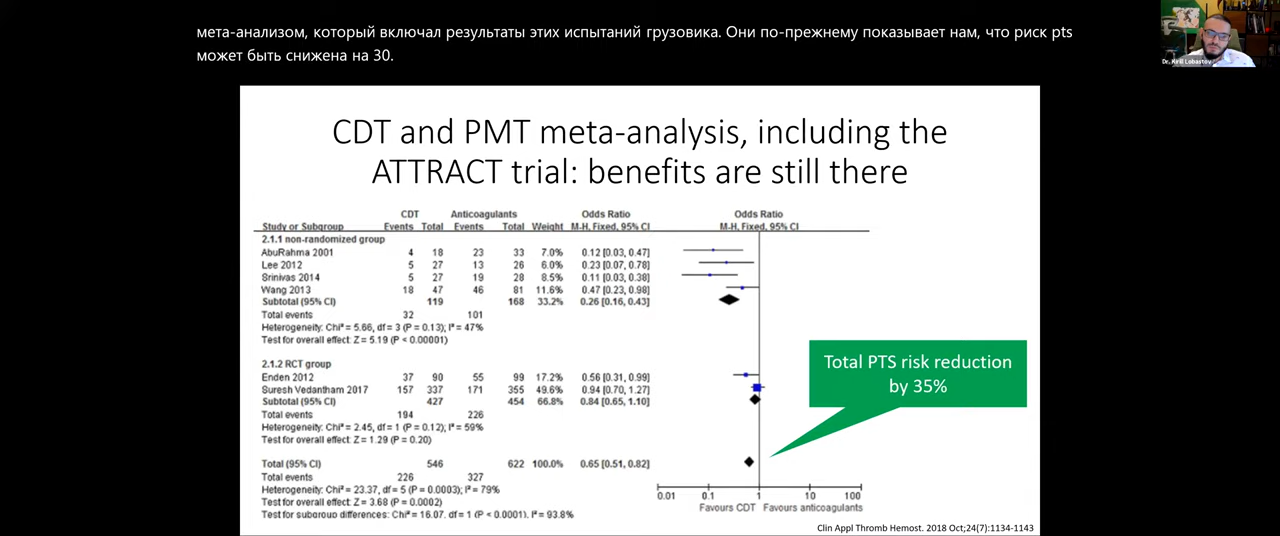 мета-анализом, который включал результаты этих испытаний грузовика. Они по-прежнему показывает нам, что риск pts
может быть снижена на 30.
Dr. Kirill Lobastov
CDT and PMT meta-analysis, including the
ATTRACT trial: benefits are still there
CDT Anticoagulants Odds Ratio Odds Ratio
Study or Subgroup Events Total Events Total Weight M-H, Fixed, 95% CI M-H, Fixed, 95% CI
2.1.1 non-randomized group
AbuRahma 2001 4 18 23 33 7.0% 0.12 [0.03, 0.47]
Lee 2012 5 27 13 26 6.0% 0.23 [0.07, 0.78]
Srinivas 2014 5 27 19 28 8.5% 0.11 [0.03, 0.38]
Wang 2013 18 47 46 81 11.6% 0.47 [0.23, 0.98]
Subtotal (95% CI) 119 168 33.2% 0.26 [0.16, 0.43]
Total events 32 101
Heterogeneity: Chi² = 5.66, df = 3 (P = 0.13); I² = 47%
Test for overall effect: Z = 5.19 (P < 0.00001)
2.1.2 RCT group
Enden 2012 37 90 55 99 17.2% 0.56 [0.31, 0.99]
Suresh Vedantham 2017 157 337 171 355 49.6% 0.94 [0.70, 1.27]
Subtotal (95% CI) 427 454 66.8% 0.84 [0.65, 1.10]
Total events 194 226
Heterogeneity: Chi² = 2.45, df = 1 (P = 0.12); I² = 59%
Test for overall effect: Z = 1.29 (P = 0.20)
Total (95% CI) 546 622 100.0% 0.65 [0.51, 0.82]
Total events 226 327
Heterogeneity: Chi² = 23.37, df = 5 (P = 0.0003); I² = 79%
Test for overall effect: Z = 3.68 (P = 0.0002)
Test for subgroup differences: Chi² = 16.07, df = 1 (P < 0.0001), I² = 93.8%
0.01 0.1 1 10 100
Favours CDT Favours anticoagulants
Total PTS risk reduction
by 35%
Clin Appl Thromb Hemost. 2018 Oct;24(7):1134-1143